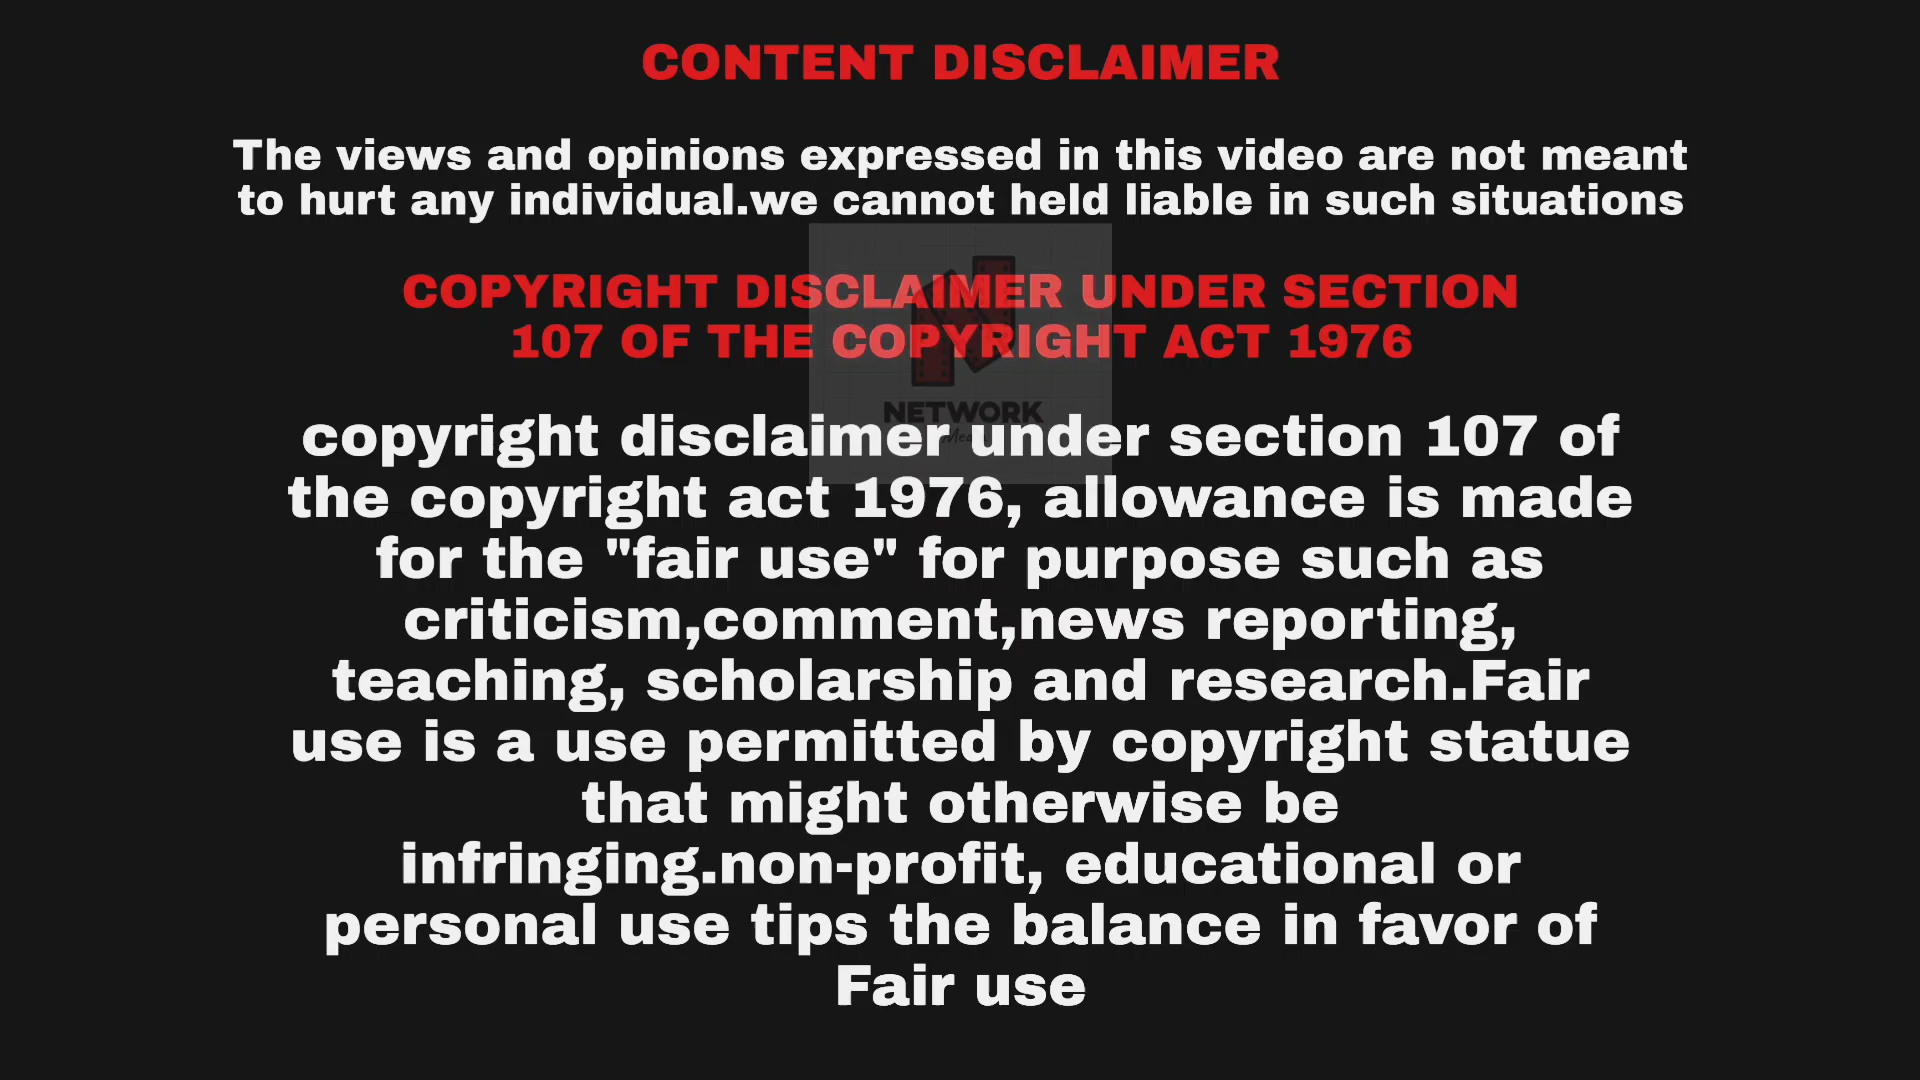 CONTENT DISCLAIMER
The views and opinions expressed in this video are not meant
to hurt any individual.we cannot held liable in such situations
COPYRIGHT DISCLAIMER UNDER SECTION
107 OF THE COPYRIGHT ACT 1976
NETWORK
copyright disclaimer under section 107 of
the copyright act 1976, allowance is made
for the "fair use" for purpose such as
criticism,comment,news reporting,
teaching, scholarship and research.Fair
use is a use permitted by copyright statue
that might otherwise be
infringing.non-profit, educational or
personal use tips the balance in favor of
Fair use